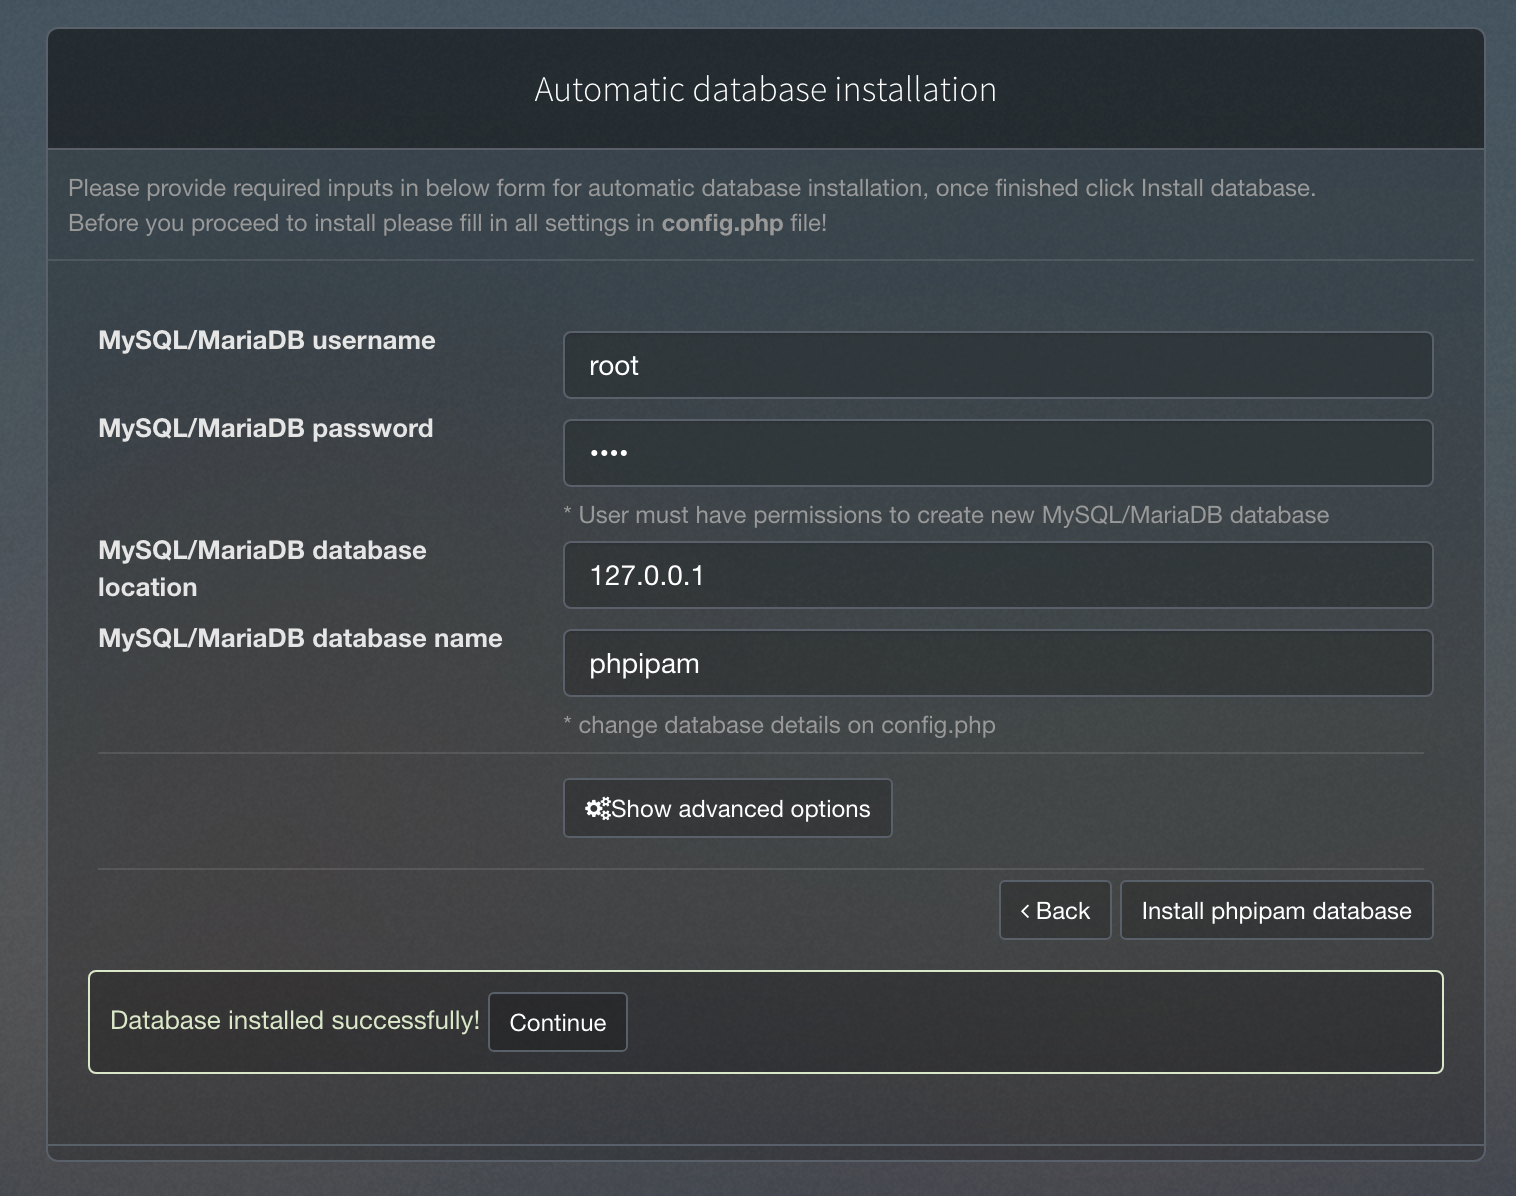 Automatic database installation
Please provide required inputs in below form for automatic database installation, once finished click Install database.
Before you proceed to install please fill in all settings in config.php file!
MySQL/MariaDB username
root
MySQL/MariaDB password
••••
* User must have permissions to create new MySQL/MariaDB database
MySQL/MariaDB database
location
127.0.0.1
MySQL/MariaDB database name
phpipam
* change database details on config.php
Show advanced options
< Back
Install phpipam database
Database installed successfully!
Continue